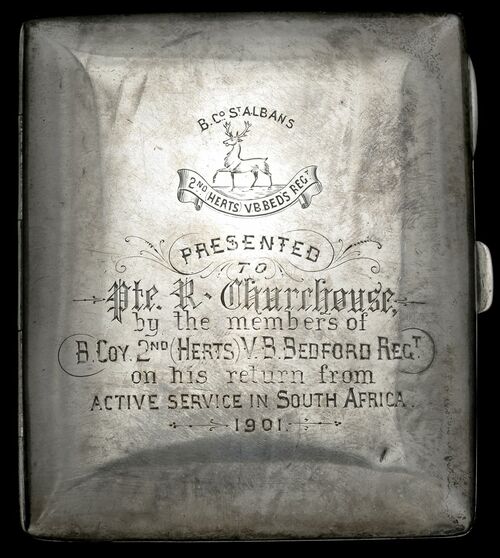 B. Co ST ALBANS
2ND (HERTS) V.B. BEDS REGT
PRESENTED
TO
Pte. R. Churchouse,
by the members of
B. COY. 2ND (HERTS) V. B. BEDFORD REGT.
on his return from
ACTIVE SERVICE IN SOUTH AFRICA.
1901.